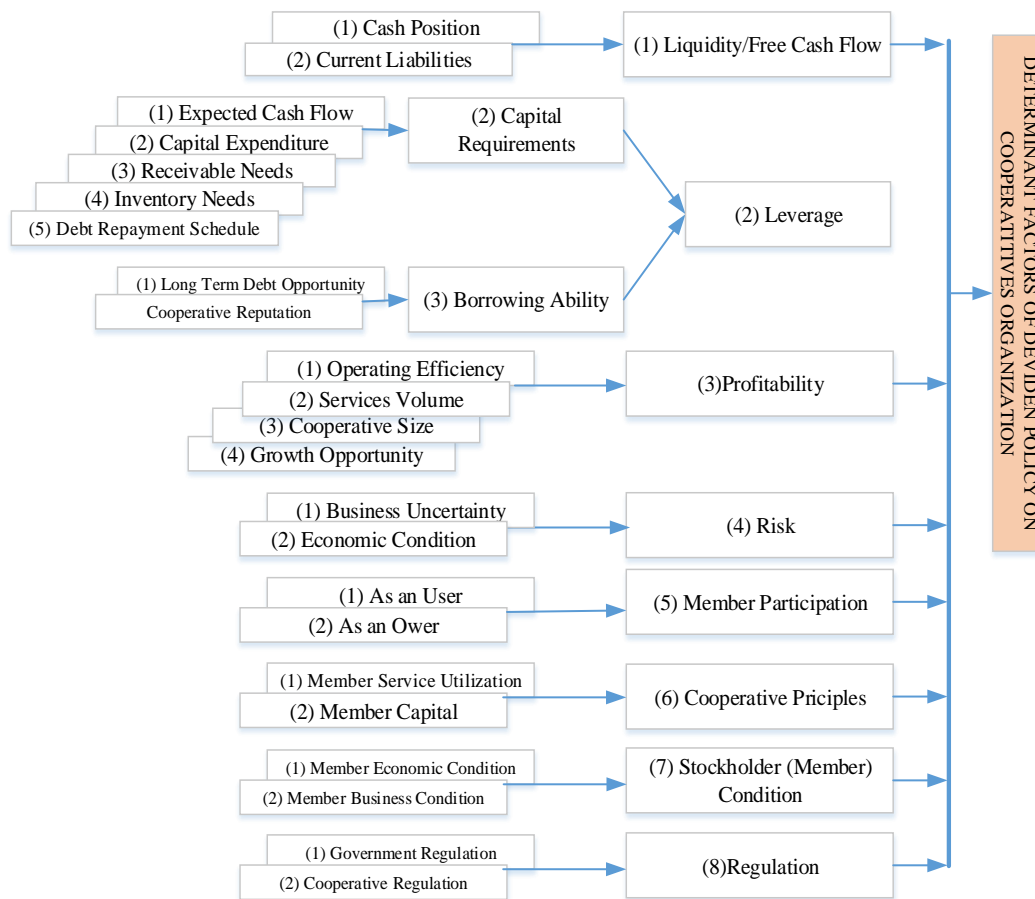 (1) Cash Position
(2) Current Liabilities
(1) Liquidity/Free Cash Flow
(1) Expected Cash Flow
(2) Capital Expenditure
(3) Receivable Needs
(4) Inventory Needs
(5) Debt Repayment Schedule
(2) Capital
Requirements
(2) Leverage
(1) Long Term Debt Opportunity
Cooperative Reputation
(3) Borrowing Ability
(1) Operating Efficiency
(2) Services Volume
(3) Cooperative Size
(4) Growth Opportunity
(3)Profitability
(1) Business Uncertainty
(2) Economic Condition
(4) Risk
(1) As an User
(2) As an Ower
(5) Member Participation
(1) Member Service Utilization
(2) Member Capital
(6) Cooperative Priciples
(1) Member Economic Condition
(2) Member Business Condition
(7) Stockholder (Member)
Condition
(1) Government Regulation
(2) Cooperative Regulation
(8)Regulation
DETERMINANT FACTORS OF DEVIDEN POLICY ON
COOPERATITIVES ORGANIZATION